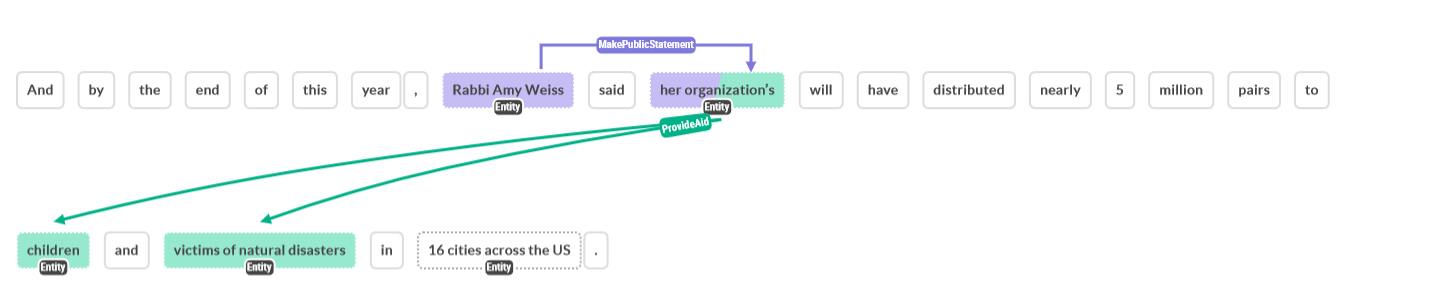 MakePublicStatement
And by the end of this year , Rabbi Amy Weiss said her organization's will have distributed nearly 5 million pairs to
Entity Entity
ProvideAid
children and victims of natural disasters in 16 cities across the US .
Entity Entity Entity